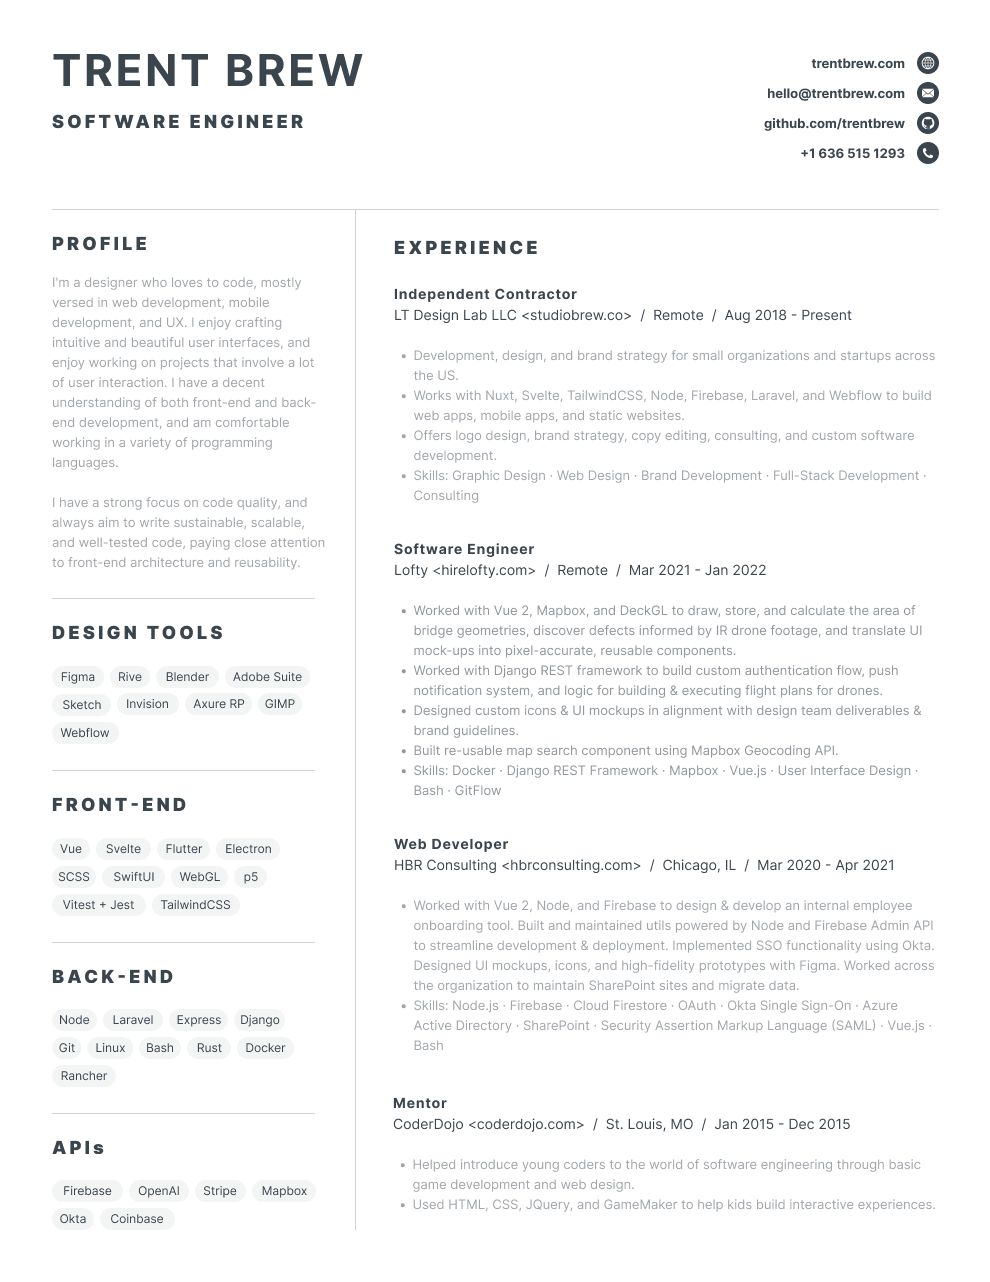 TRENT BREW
SOFTWARE ENGINEER
trentbrew.com
hello@trentbrew.com
github.com/trentbrew
+1 636 515 1293
PROFILE
I'm a designer who loves to code, mostly
versed in web development, mobile
development, and UX. I enjoy crafting
intuitive and beautiful user interfaces, and
enjoy working on projects that involve a lot
of user interaction. I have a decent
understanding of both front-end and back-
end development, and am comfortable
working in a variety of programming
languages.
I have a strong focus on code quality, and
always aim to write sustainable, scalable,
and well-tested code, paying close attention
to front-end architecture and reusability.
DESIGN TOOLS
Figma Rive Blender Adobe Suite
Sketch Invision Axure RP GIMP
Webflow
FRONT-END
Vue Svelte Flutter Electron
SCSS SwiftUI WebGL p5
Vitest + Jest TailwindCSS
BACK-END
Node Laravel Express Django
Git Linux Bash Rust Docker
Rancher
APIs
Firebase OpenAI Stripe Mapbox
Okta Coinbase
EXPERIENCE
Independent Contractor
LT Design Lab LLC <studiobrew.co> / Remote / Aug 2018 - Present
• Development, design, and brand strategy for small organizations and startups across
the US.
• Works with Nuxt, Svelte, TailwindCSS, Node, Firebase, Laravel, and Webflow to build
web apps, mobile apps, and static websites.
• Offers logo design, brand strategy, copy editing, consulting, and custom software
development.
• Skills: Graphic Design · Web Design · Brand Development · Full-Stack Development ·
Consulting
Software Engineer
Lofty <hirelofty.com> / Remote / Mar 2021 - Jan 2022
• Worked with Vue 2, Mapbox, and DeckGL to draw, store, and calculate the area of
bridge geometries, discover defects informed by IR drone footage, and translate UI
mock-ups into pixel-accurate, reusable components.
• Worked with Django REST framework to build custom authentication flow, push
notification system, and logic for building & executing flight plans for drones.
• Designed custom icons & UI mockups in alignment with design team deliverables &
brand guidelines.
• Built re-usable map search component using Mapbox Geocoding API.
• Skills: Docker · Django REST Framework · Mapbox · Vue.js · User Interface Design ·
Bash · GitFlow
Web Developer
HBR Consulting <hbrconsulting.com> / Chicago, IL / Mar 2020 - Apr 2021
• Worked with Vue 2, Node, and Firebase to design & develop an internal employee
onboarding tool. Built and maintained utils powered by Node and Firebase Admin API
to streamline development & deployment. Implemented SSO functionality using Okta.
Designed UI mockups, icons, and high-fidelity prototypes with Figma. Worked across
the organization to maintain SharePoint sites and migrate data.
• Skills: Node.js · Firebase · Cloud Firestore · OAuth · Okta Single Sign-On · Azure
Active Directory · SharePoint · Security Assertion Markup Language (SAML) · Vue.js ·
Bash
Mentor
CoderDojo <coderdojo.com> / St. Louis, MO / Jan 2015 - Dec 2015
• Helped introduce young coders to the world of software engineering through basic
game development and web design.
• Used HTML, CSS, JQuery, and GameMaker to help kids build interactive experiences.